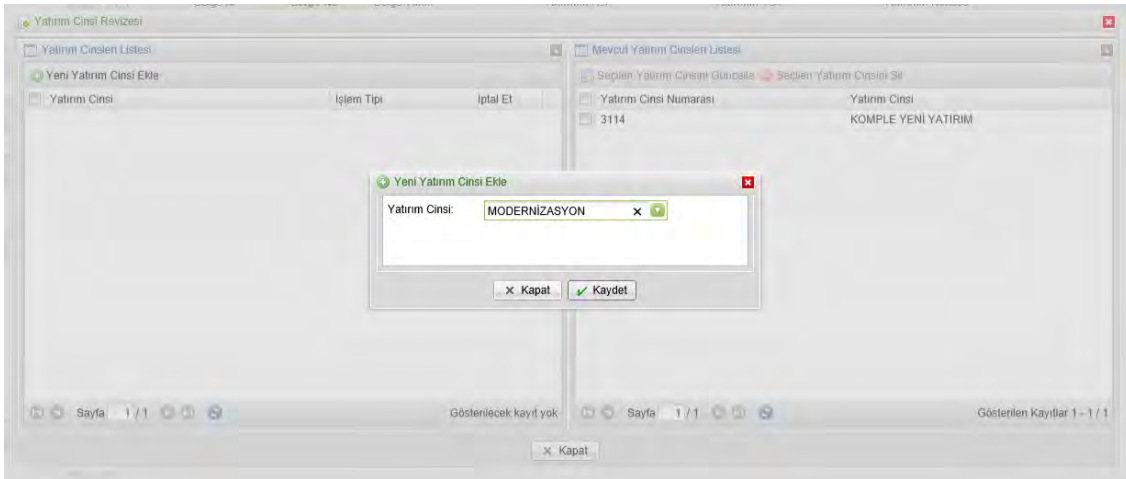 Yatırım Cinsi Revizesi
Yatırım Cinsleri Listesi
Yeni Yatırım Cinsi Ekle
Yatırım Cinsi İşlem Tipi İptal Et
Mevcut Yatırım Cinsleri Listesi
Seçilen Yatırım Cinsini Güncelle Seçilen Yatırım Cinsini Sil
Yatırım Cinsi Numarası Yatırım Cinsi
3114 KOMPLE YENİ YATIRIM
Yeni Yatırım Cinsi Ekle
Yatırım Cinsi: MODERNİZASYON
Kapat Kaydet
Sayfa 1 / 1 Gösterilecek kayıt yok
Sayfa 1 / 1 Gösterilen Kayıtlar 1 - 1 / 1
Kapat